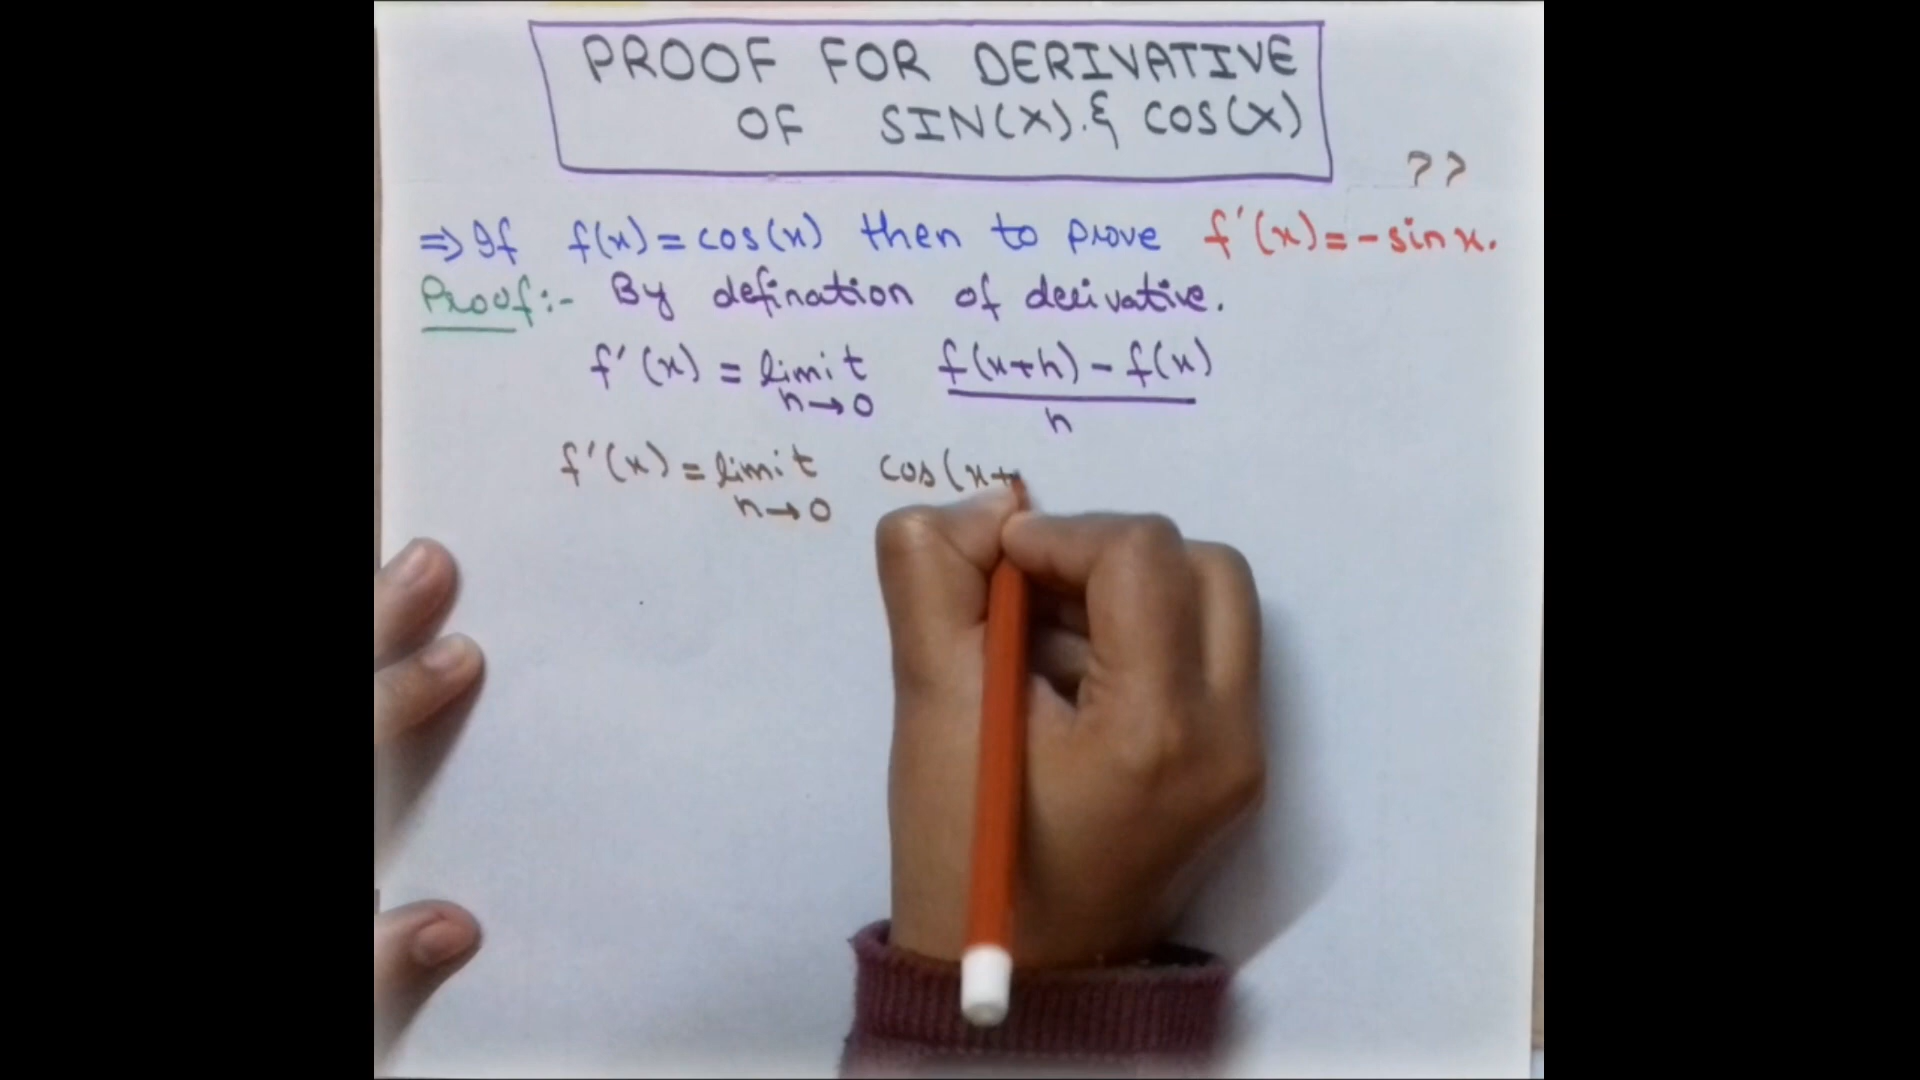 PROOF FOR DERIVATIVE
OF SIN(X).& COS(X)
??
⇒ If f(x) = cos(x) then to prove f'(x) = - sin x.
Proof:- By defination of derivative.
f'(x) = limit f(x+h) - f(x)
h→0 h
f'(x) = limit cos(x+
h→0